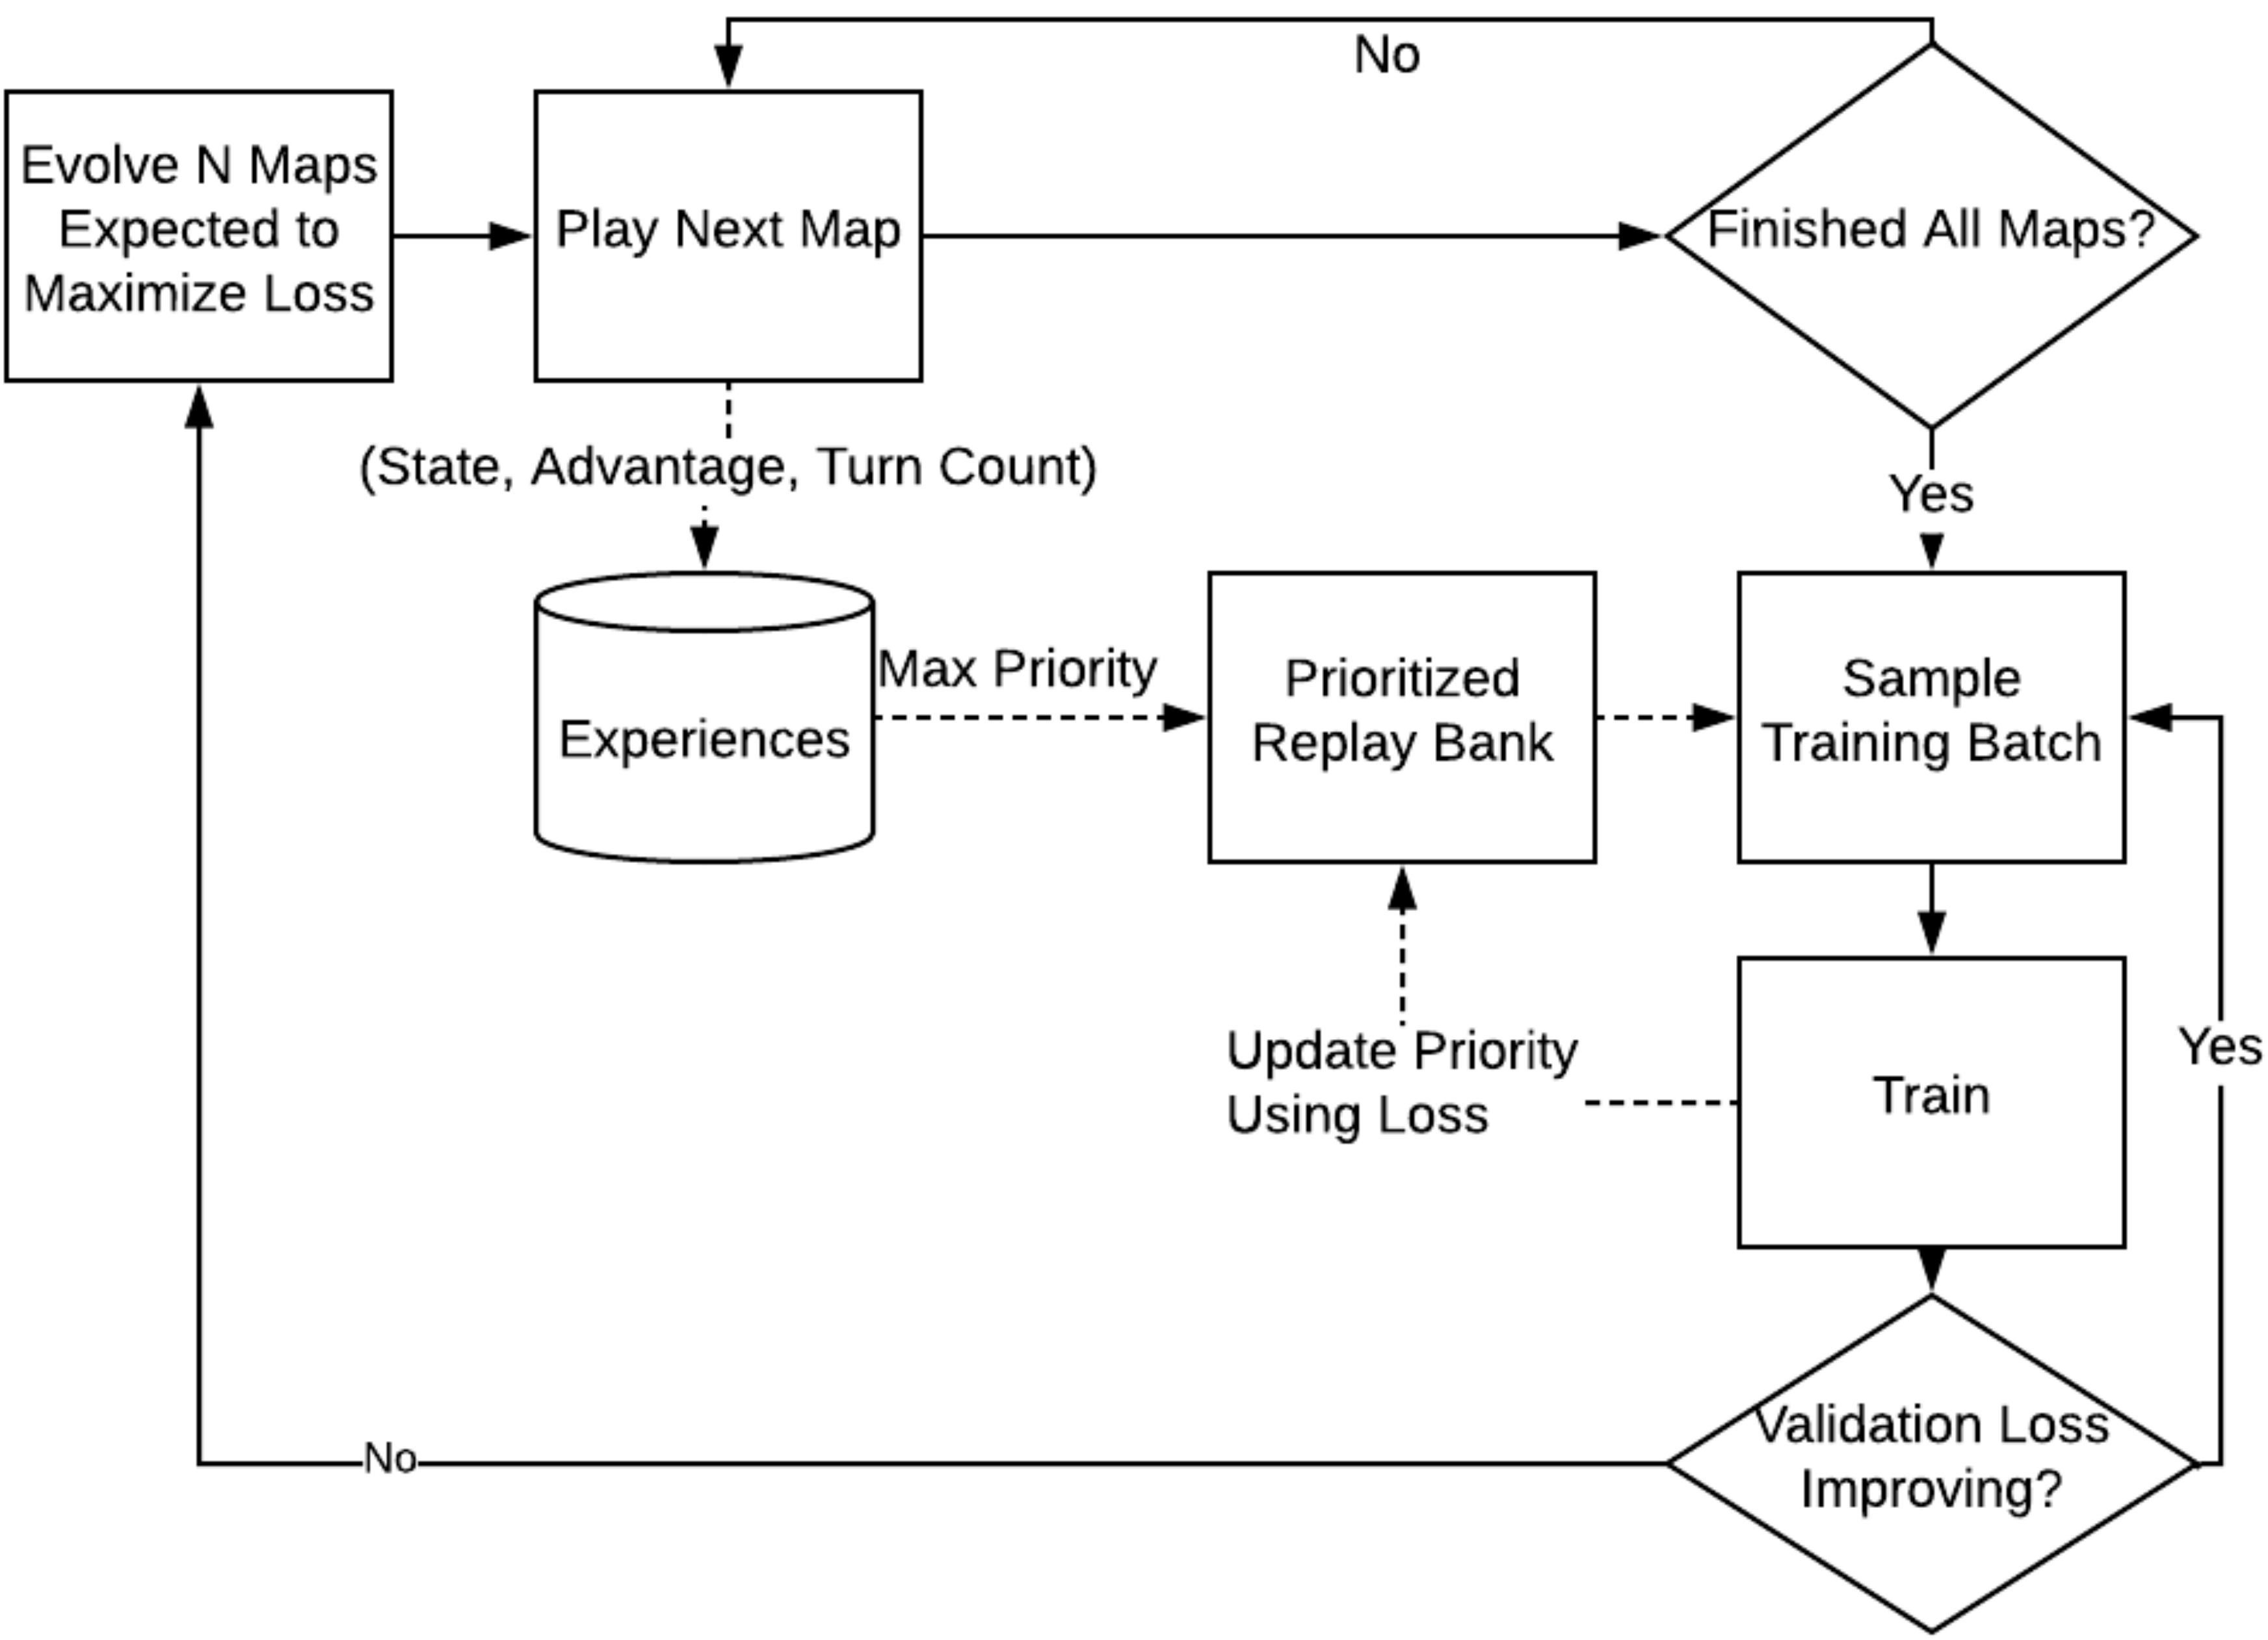 No
Evolve N Maps
Expected to
Maximize Loss
Play Next Map
Finished All Maps?
(State, Advantage, Turn Count)
Yes
Experiences
Max Priority
Prioritized
Replay Bank
Sample
Training Batch
Update Priority
Using Loss
Train
Yes
Validation Loss
Improving?
No